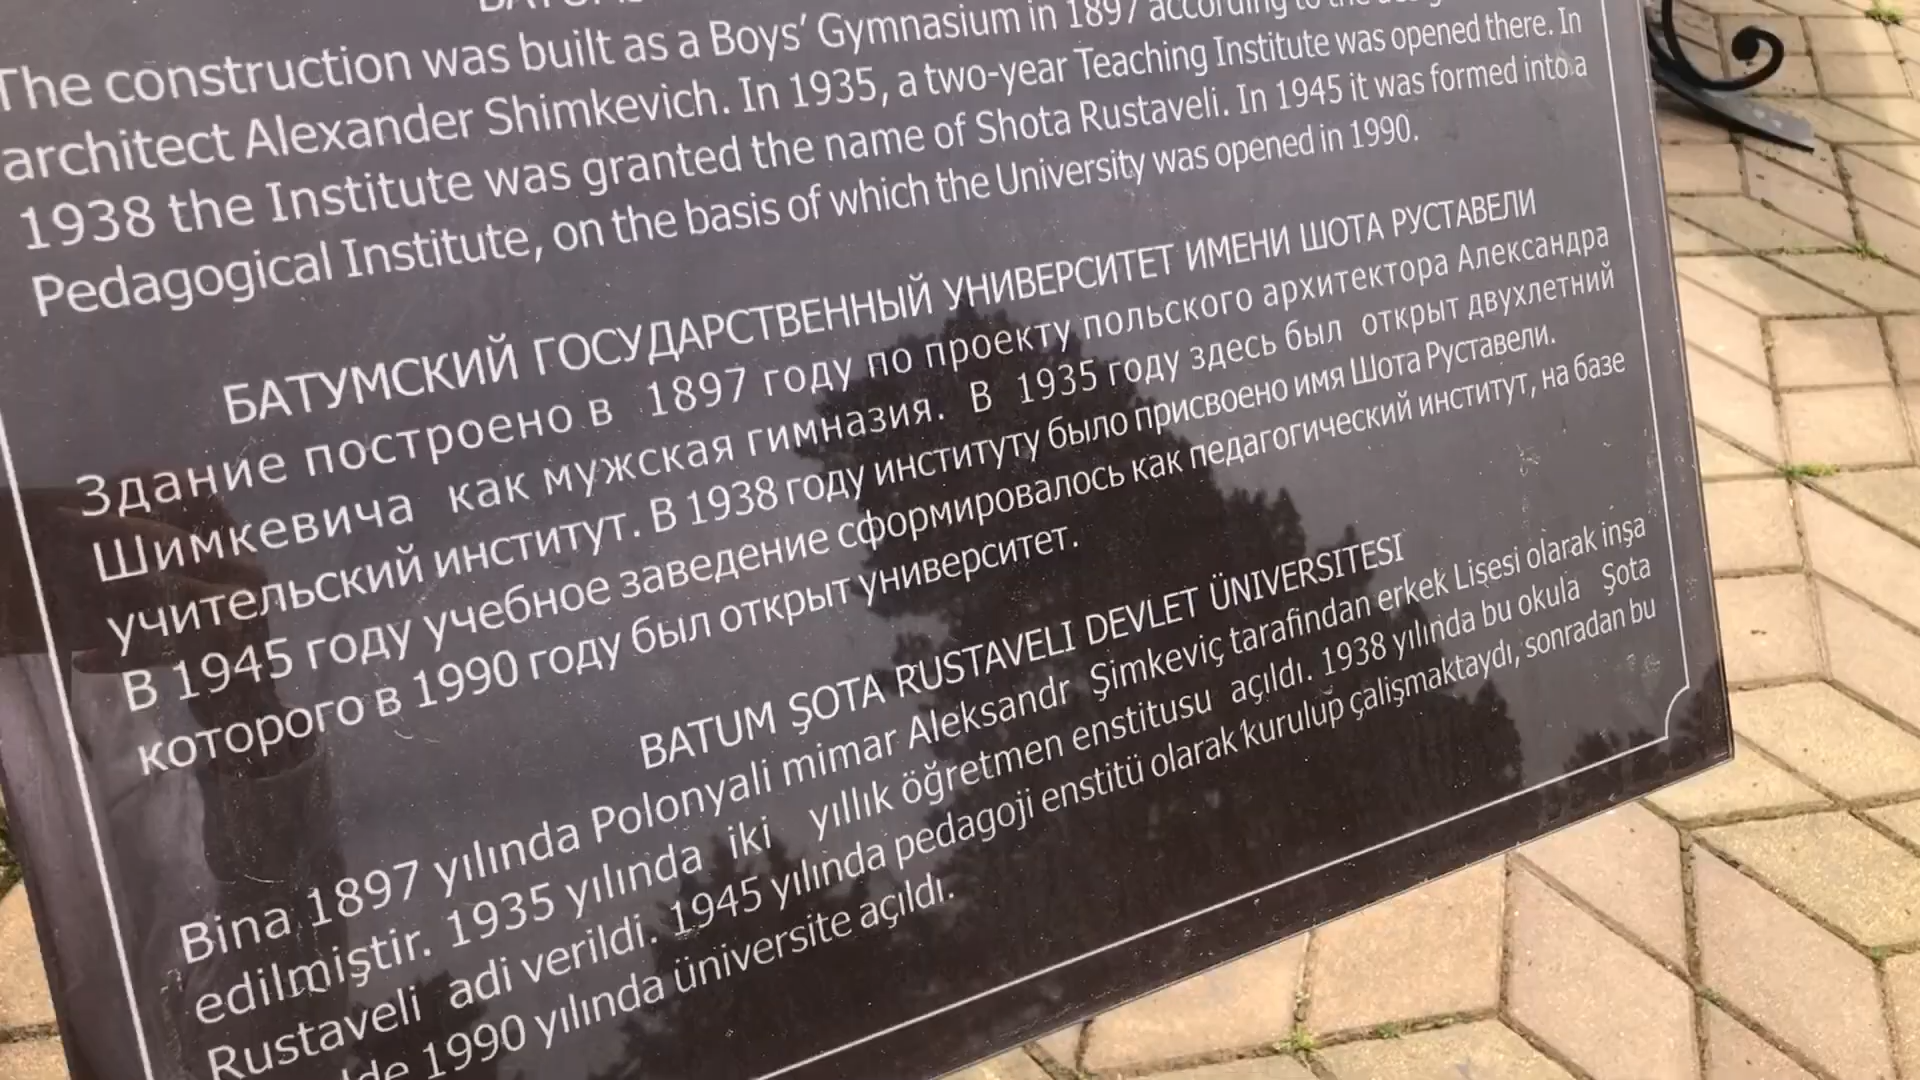 The construction was built as a Boys' Gymnasium in 1897 according to the
architect Alexander Shimkevich. In 1935, a two-year Teaching Institute was opened there. In
1938 the Institute was granted the name of Shota Rustaveli. In 1945 it was formed into a
Pedagogical Institute, on the basis of which the University was opened in 1990.
БАТУМСКИЙ ГОСУДАРСТВЕННЫЙ УНИВЕРСИТЕТ ИМЕНИ ШОТА РУСТАВЕЛИ
Здание построено в 1897 году по проекту польского архитектора Александра
Шимкевича как мужская гимназия. В 1935 году здесь был открыт двухлетний
учительский институт. В 1938 году институту было присвоено имя Шота Руставели.
В 1945 году учебное заведение сформировалось как педагогический институт, на базе
которого в 1990 году был открыт университет.
BATUM ŞOTA RUSTAVELI DEVLET ÜNIVERSITESI
Bina 1897 yılında Polonyali mimar Aleksandr Şimkeviç tarafindan erkek Lisesi olarak inşa
edilmiştir. 1935 yılında iki yıllık öğretmen enstitusu açıldı. 1938 yılında bu okula Şota
Rustaveli adi verildi. 1945 yılında pedagoji enstitü olarak kurulup çalişmaktaydı, sonradan bu
1990 yılında üniversite açıldı.